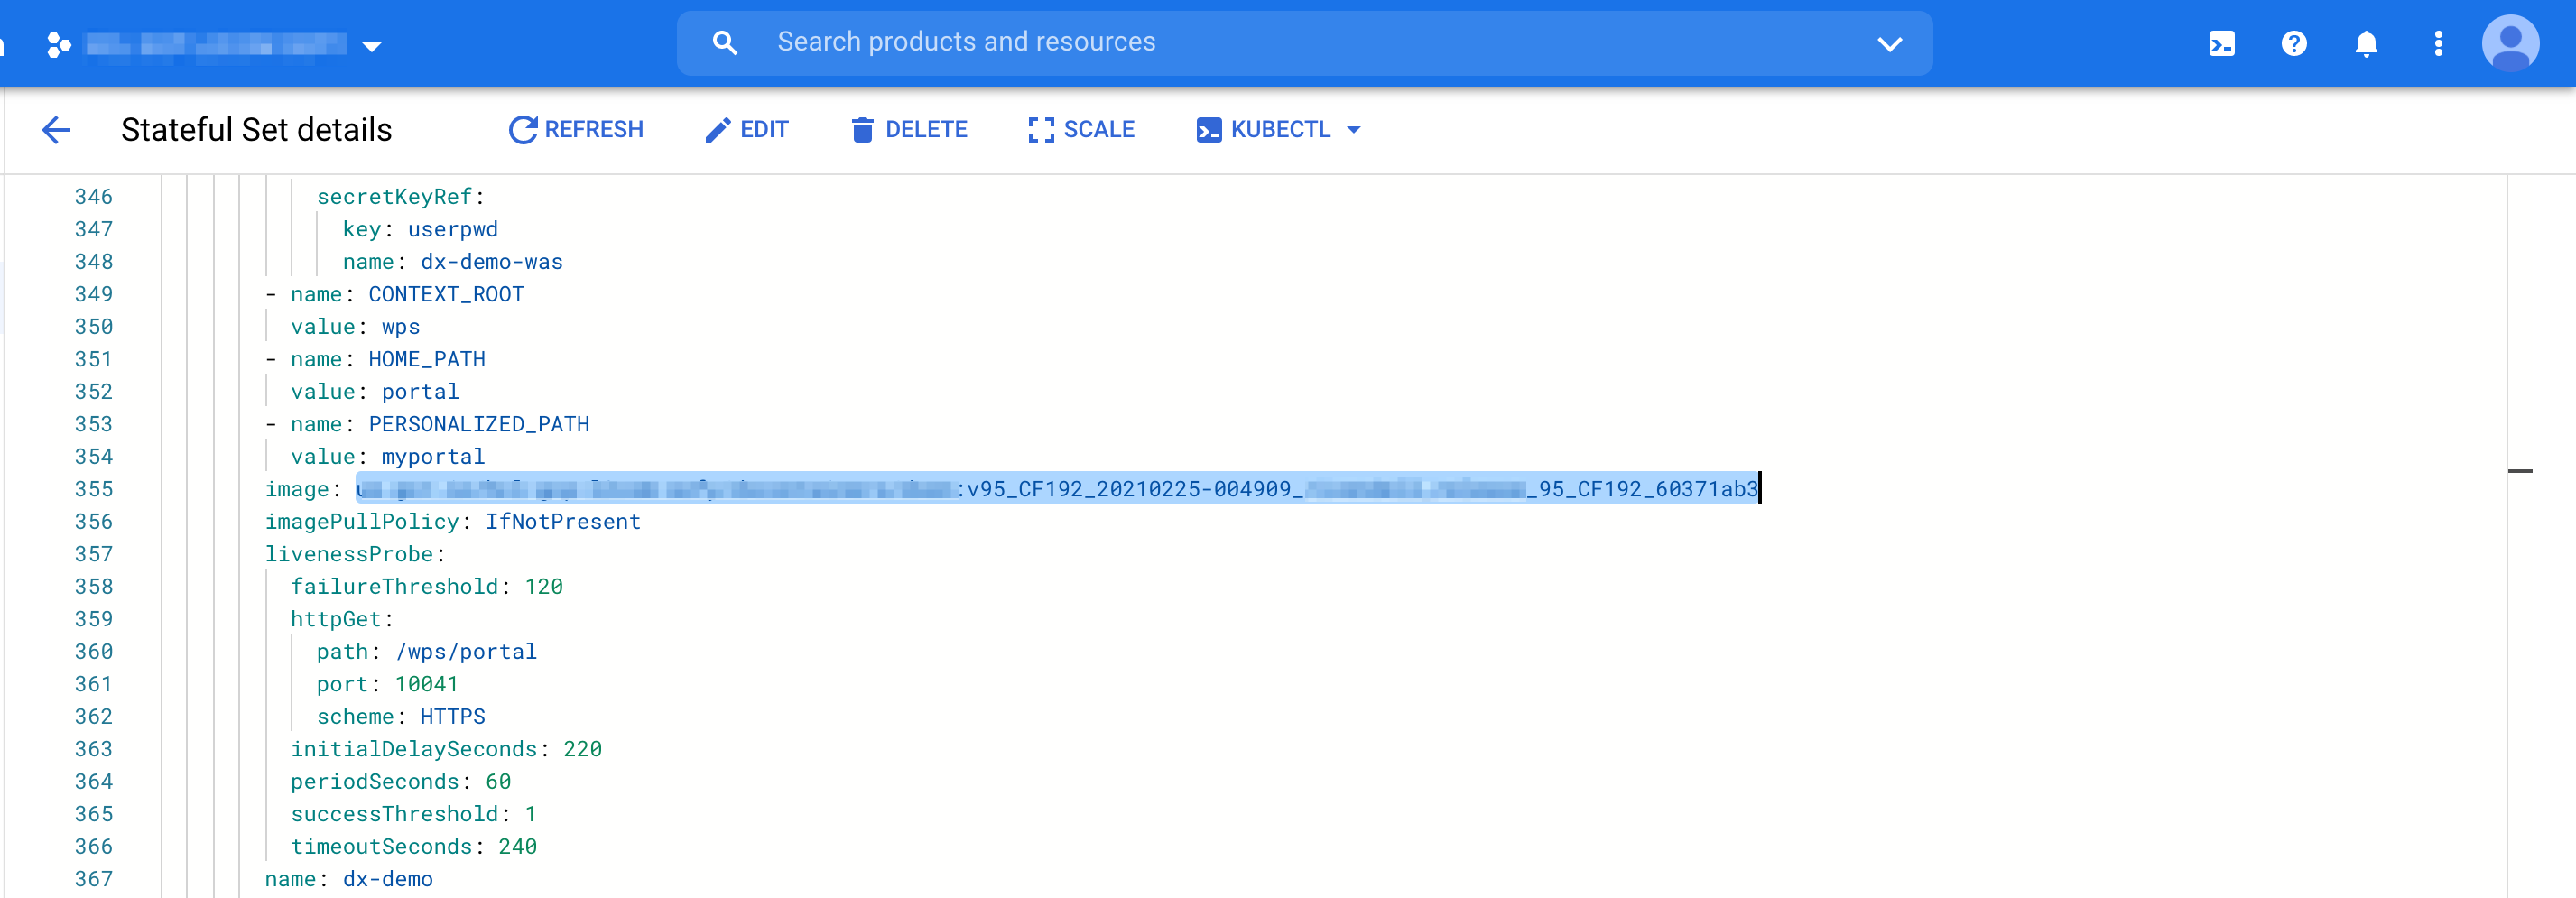 Search products and resources
Stateful Set details REFRESH EDIT DELETE SCALE KUBECTL
346 secretKeyRef:
347 key: userpwd
348 name: dx-demo-was
349 - name: CONTEXT_ROOT
350 value: wps
351 - name: HOME_PATH
352 value: portal
353 - name: PERSONALIZED_PATH
354 value: myportal
355 image: :v95_CF192_20210225-004909_ _95_CF192_60371ab3
356 imagePullPolicy: IfNotPresent
357 livenessProbe:
358 failureThreshold: 120
359 httpGet:
360 path: /wps/portal
361 port: 10041
362 scheme: HTTPS
363 initialDelaySeconds: 220
364 periodSeconds: 60
365 successThreshold: 1
366 timeoutSeconds: 240
367 name: dx-demo